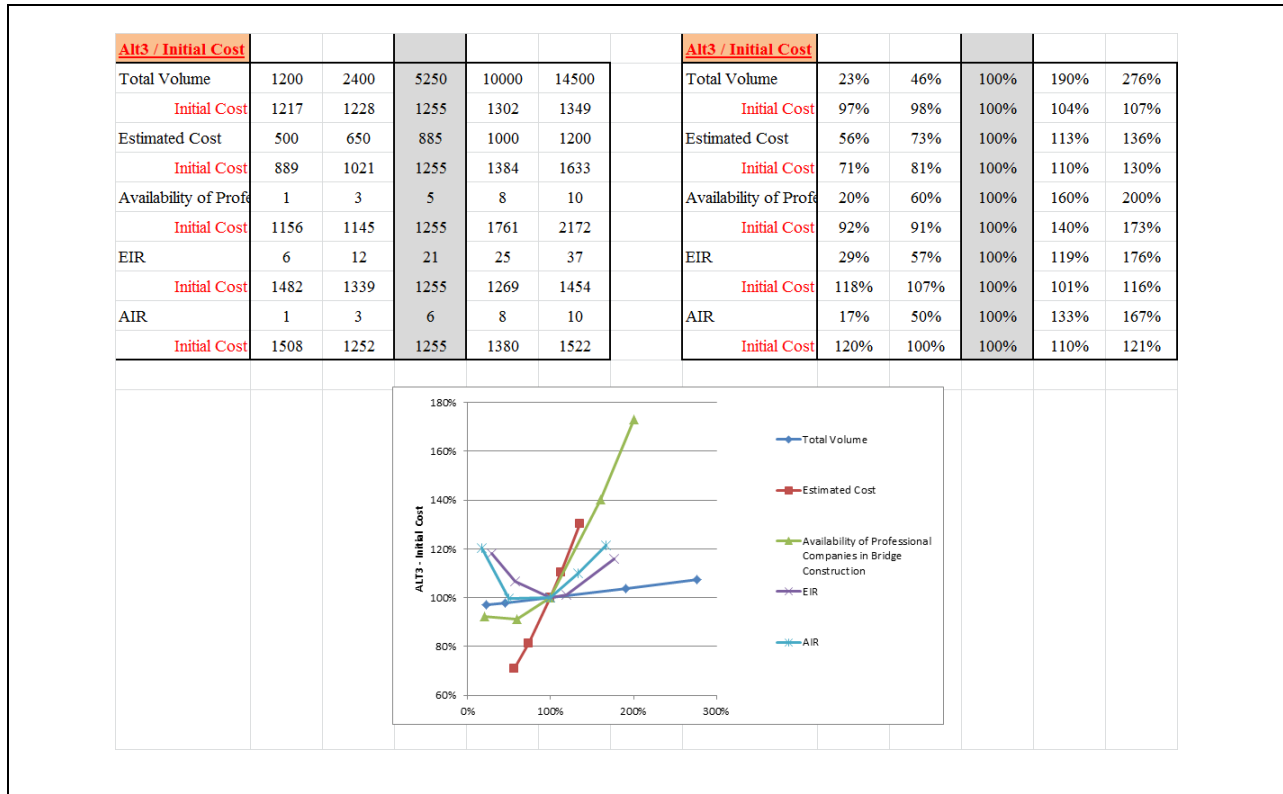 Alt3 / Initial Cost
Total Volume 1200 2400 5250 10000 14500
Initial Cost 1217 1228 1255 1302 1349
Estimated Cost 500 650 885 1000 1200
Initial Cost 889 1021 1255 1384 1633
Availability of Profe 1 3 5 8 10
Initial Cost 1156 1145 1255 1761 2172
EIR 6 12 21 25 37
Initial Cost 1482 1339 1255 1269 1454
AIR 1 3 6 8 10
Initial Cost 1508 1252 1255 1380 1522
Alt3 / Initial Cost
Total Volume 23% 46% 100% 190% 276%
Initial Cost 97% 98% 100% 104% 107%
Estimated Cost 56% 73% 100% 113% 136%
Initial Cost 71% 81% 100% 110% 130%
Availability of Profe 20% 60% 100% 160% 200%
Initial Cost 92% 91% 100% 140% 173%
EIR 29% 57% 100% 119% 176%
Initial Cost 118% 107% 100% 101% 116%
AIR 17% 50% 100% 133% 167%
Initial Cost 120% 100% 100% 110% 121%
ALT3 - Initial Cost
180%
160%
140%
120%
100%
80%
60%
0% 100% 200% 300%
Total Volume
Estimated Cost
Availability of Professional
Companies in Bridge
Construction
EIR
AIR